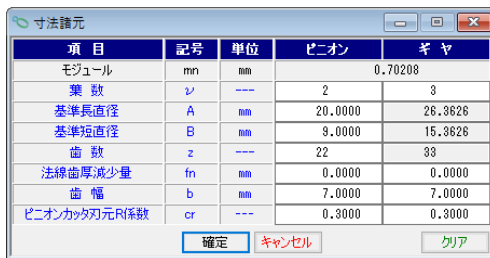 寸法諸元
項 目 記号 単位 ピニオン ギ ヤ
モジュール mn mm 0.70208
葉 数 ν --- 2 3
基準長直径 A mm 20.0000 26.3626
基準短直径 B mm 9.0000 15.3626
歯 数 z --- 22 33
法線歯厚減少量 fn mm 0.0000 0.0000
歯 幅 b mm 7.0000 7.0000
ピニオンカッタ刃元R係数 cr --- 0.3000 0.3000
確定 キャンセル クリア